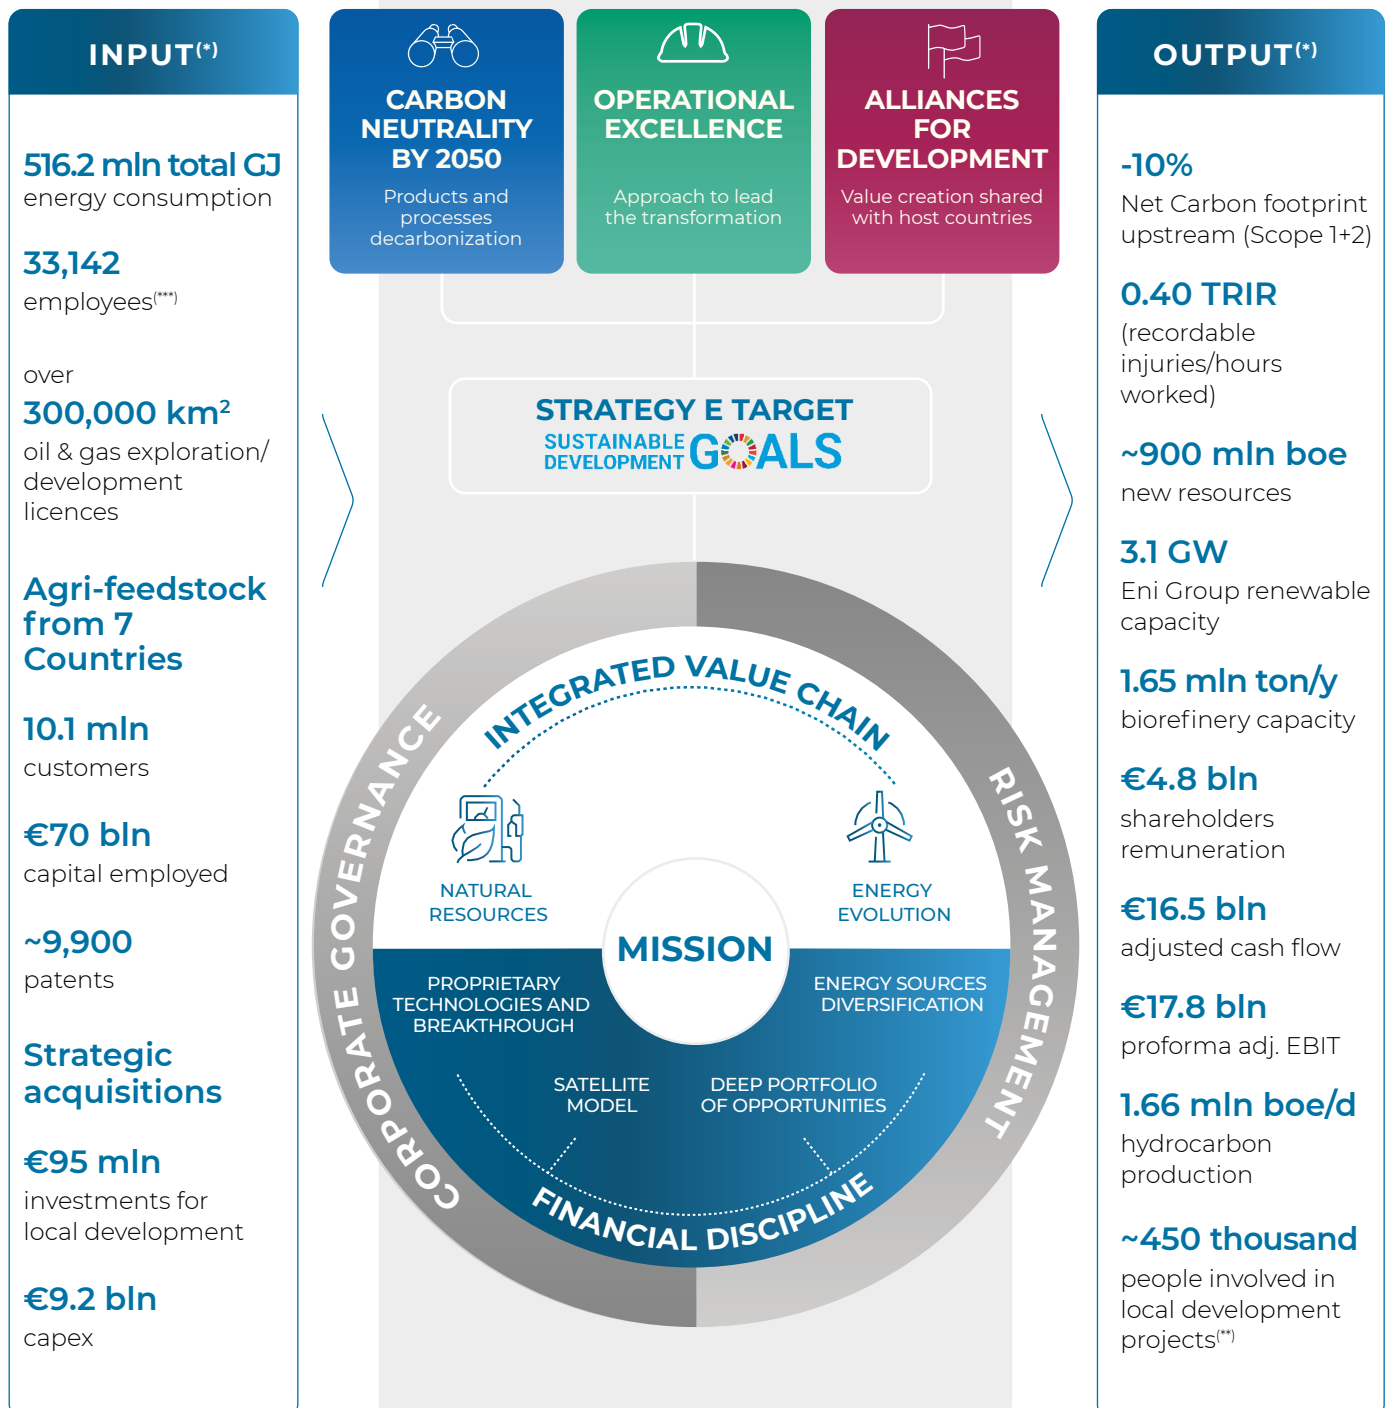 INPUT(*)
516.2 mln total GJ
energy consumption
33,142
employees(***)
over
300,000 km²
oil & gas exploration/
development
licences
Agri-feedstock
from 7
Countries
10.1 mln
customers
€70 bln
capital employed
~9,900
patents
Strategic
acquisitions
€95 mln
investments for
local development
€9.2 bln
capex
CARBON
NEUTRALITY
BY 2050
Products and
processes
decarbonization
OPERATIONAL
EXCELLENCE
Approach to lead
the transformation
ALLIANCES
FOR
DEVELOPMENT
Value creation shared
with host countries
STRATEGY E TARGET
SUSTAINABLE
DEVELOPMENT
GOALS
CORPORATE GOVERNANCE
RISK MANAGEMENT
INTEGRATED VALUE CHAIN
NATURAL
RESOURCES
ENERGY
EVOLUTION
MISSION
PROPRIETARY
TECHNOLOGIES AND
BREAKTHROUGH
ENERGY SOURCES
DIVERSIFICATION
SATELLITE
MODEL
DEEP PORTFOLIO
OF OPPORTUNITIES
FINANCIAL DISCIPLINE
OUTPUT(*)
-10%
Net Carbon footprint
upstream (Scope 1+2)
0.40 TRIR
(recordable
injuries/hours
worked)
~900 mln boe
new resources
3.1 GW
Eni Group renewable
capacity
1.65 mln ton/y
biorefinery capacity
€4.8 bln
shareholders
remuneration
€16.5 bln
adjusted cash flow
€17.8 bln
proforma adj. EBIT
1.66 mln boe/d
hydrocarbon
production
~450 thousand
people involved in
local development
projects(**)